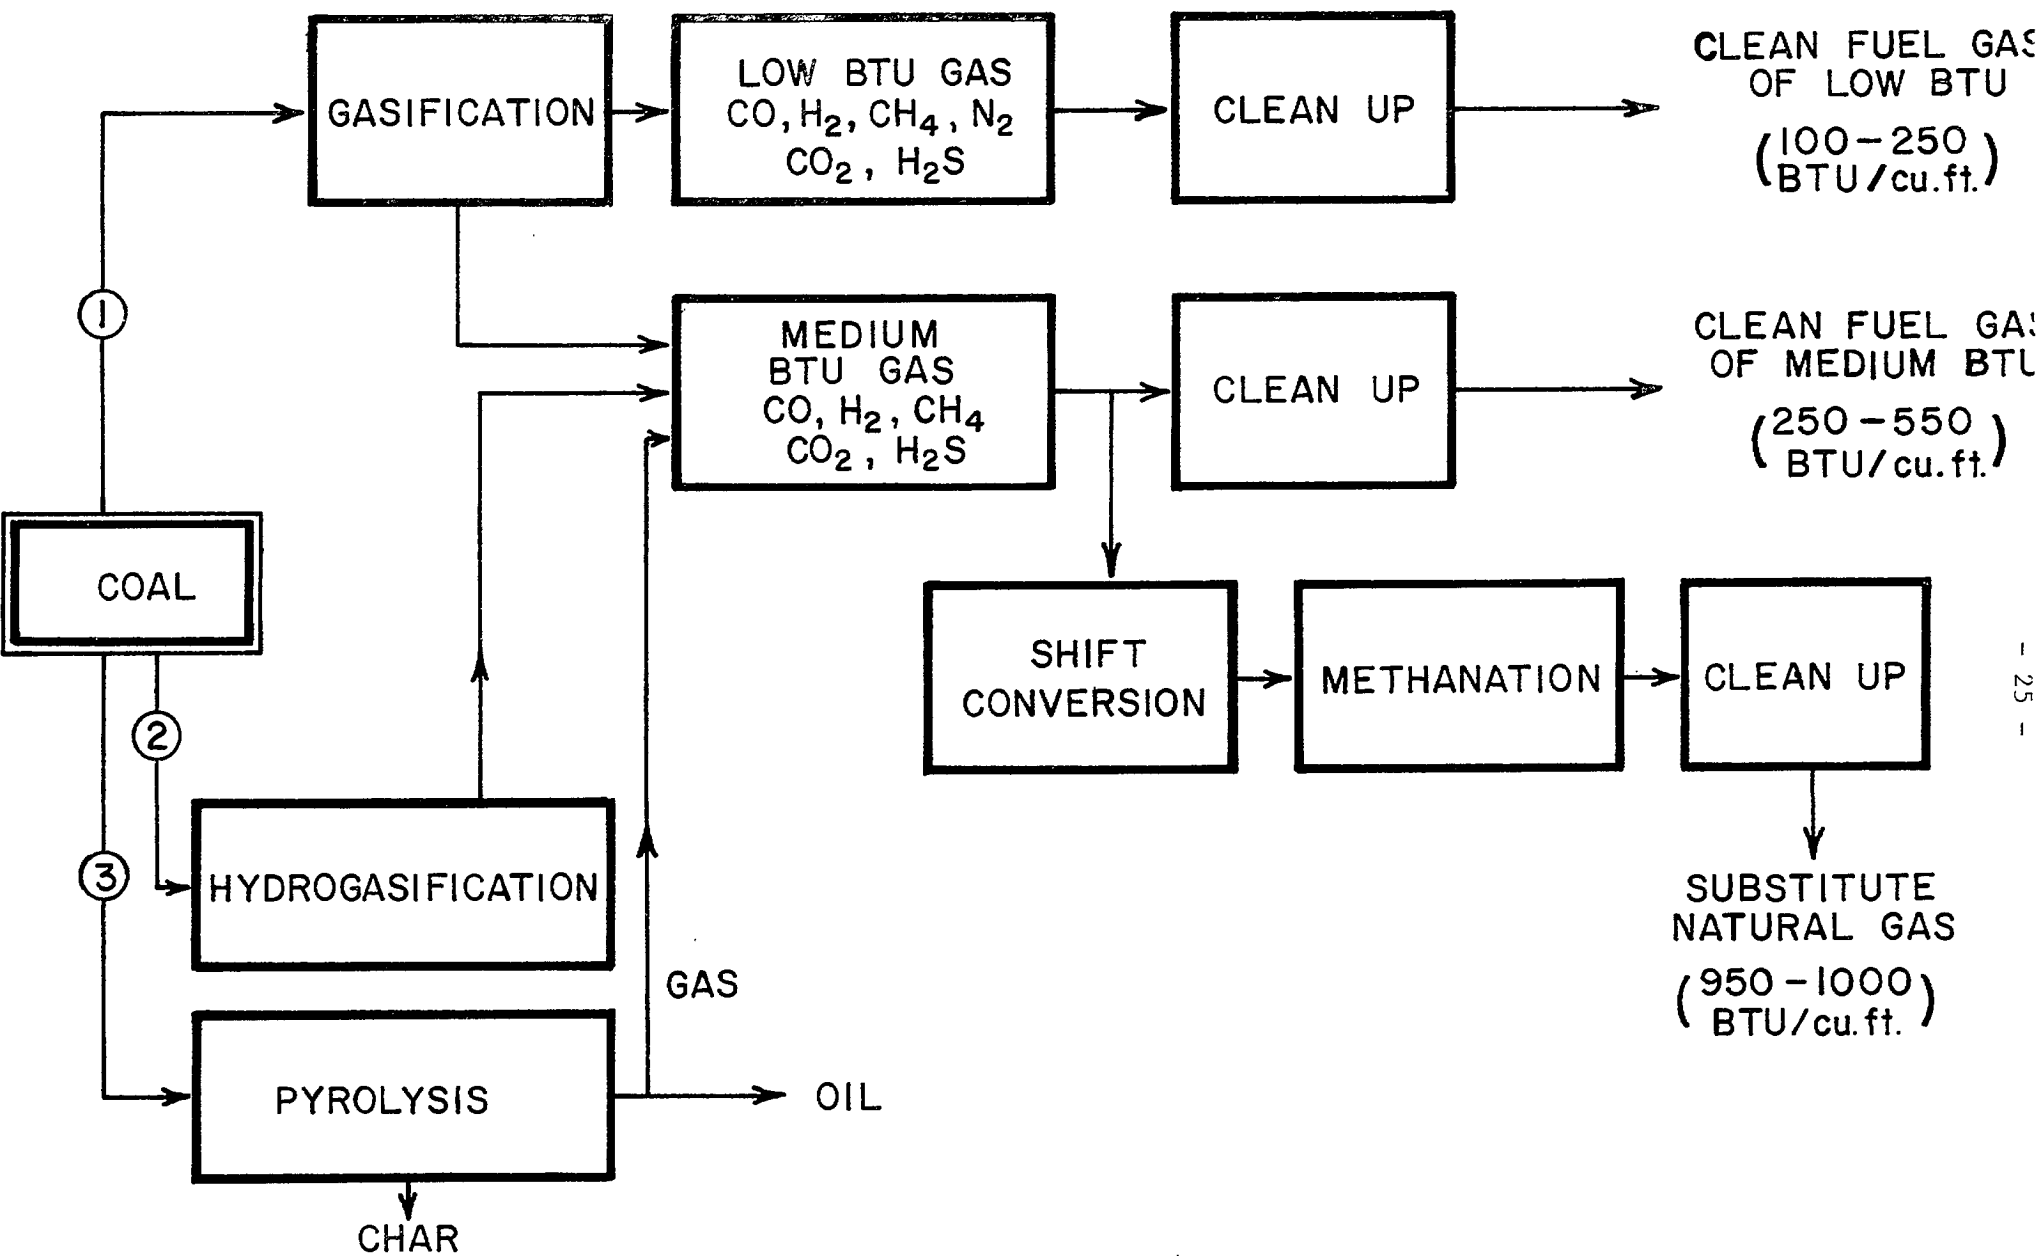 GASIFICATION
LOW BTU GAS
CO, H₂, CH₄, N₂
CO₂, H₂S
CLEAN UP
CLEAN FUEL GAS
OF LOW BTU
(100-250
BTU/cu.ft.)
1
MEDIUM
BTU GAS
CO, H₂, CH₄
CO₂, H₂S
CLEAN UP
CLEAN FUEL GAS
OF MEDIUM BTU
(250-550
BTU/cu.ft.)
COAL
SHIFT
CONVERSION
METHANATION
CLEAN UP
- 25 -
2
3
HYDROGASIFICATION
SUBSTITUTE
NATURAL GAS
(950-1000
BTU/cu.ft.)
GAS
PYROLYSIS
OIL
CHAR